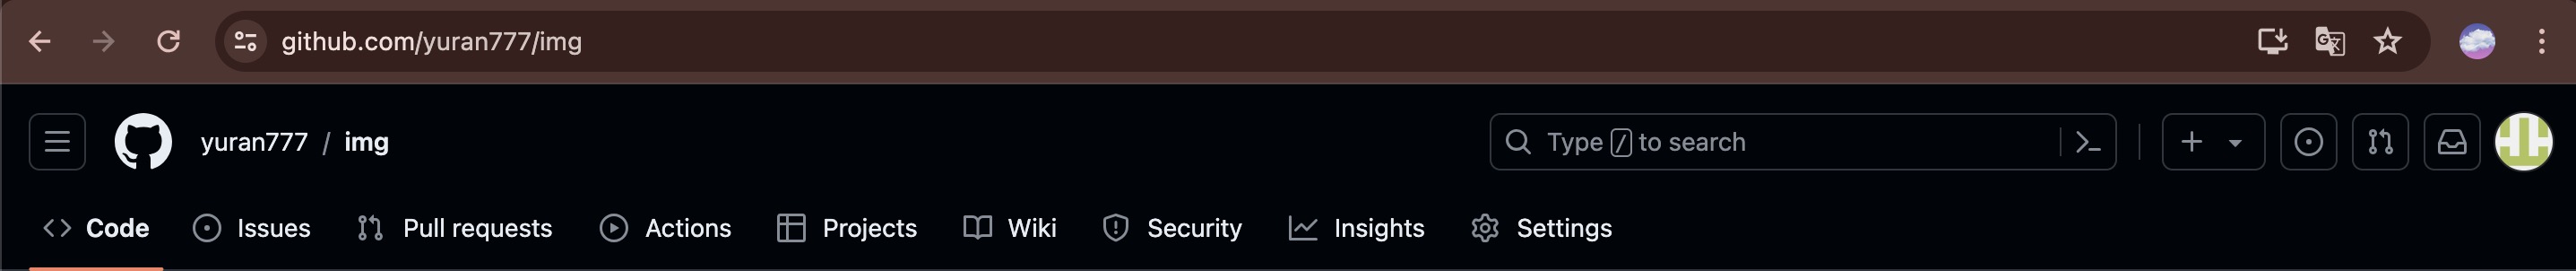 github.com/yuran777/img
yuran777 / img
Type / to search
Code Issues Pull requests Actions Projects Wiki Security Insights Settings